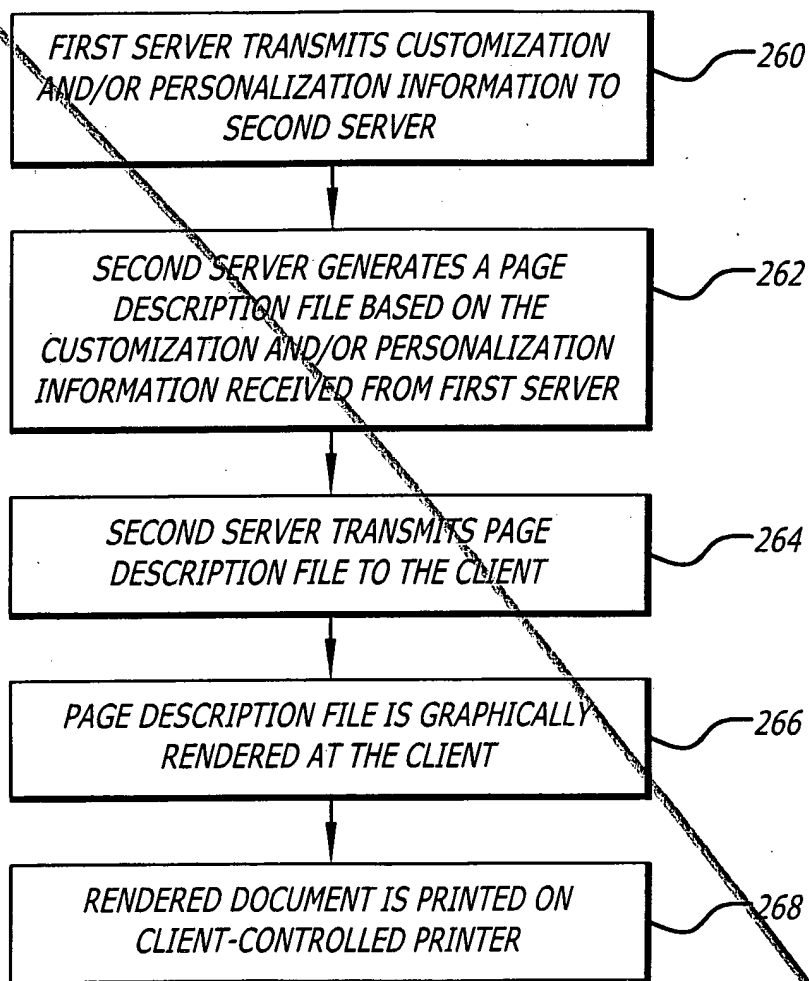 FIRST SERVER TRANSMITS CUSTOMIZATION
AND/OR PERSONALIZATION INFORMATION TO
SECOND SERVER
260
SECOND SERVER GENERATES A PAGE
DESCRIPTION FILE BASED ON THE
CUSTOMIZATION AND/OR PERSONALIZATION
INFORMATION RECEIVED FROM FIRST SERVER
262
SECOND SERVER TRANSMITS PAGE
DESCRIPTION FILE TO THE CLIENT
264
PAGE DESCRIPTION FILE IS GRAPHICALLY
RENDERED AT THE CLIENT
266
RENDERED DOCUMENT IS PRINTED ON
CLIENT-CONTROLLED PRINTER
268